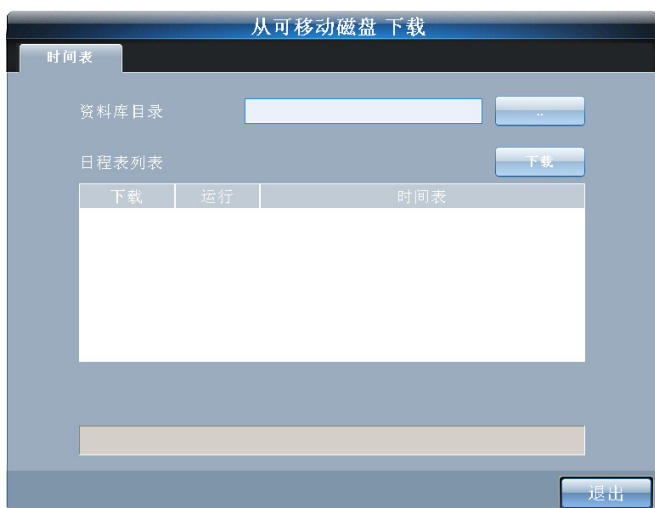 从可移动磁盘 下载
时间表
资料库目录
..
日程表列表
下载
下载 运行 时间表
退出